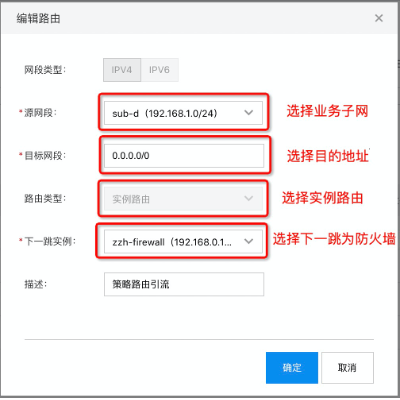 编辑路由
网段类型：
IPV4 IPV6
*源网段：
sub-d（192.168.1.0/24）
选择业务子网
*目标网段：
0.0.0.0/0
选择目的地址
路由类型：
实例路由
选择实例路由
*下一跳实例：
zzh-firewall（192.168.0.1...
选择下一跳为防火墙
描述：
策略路由引流
确定
取消